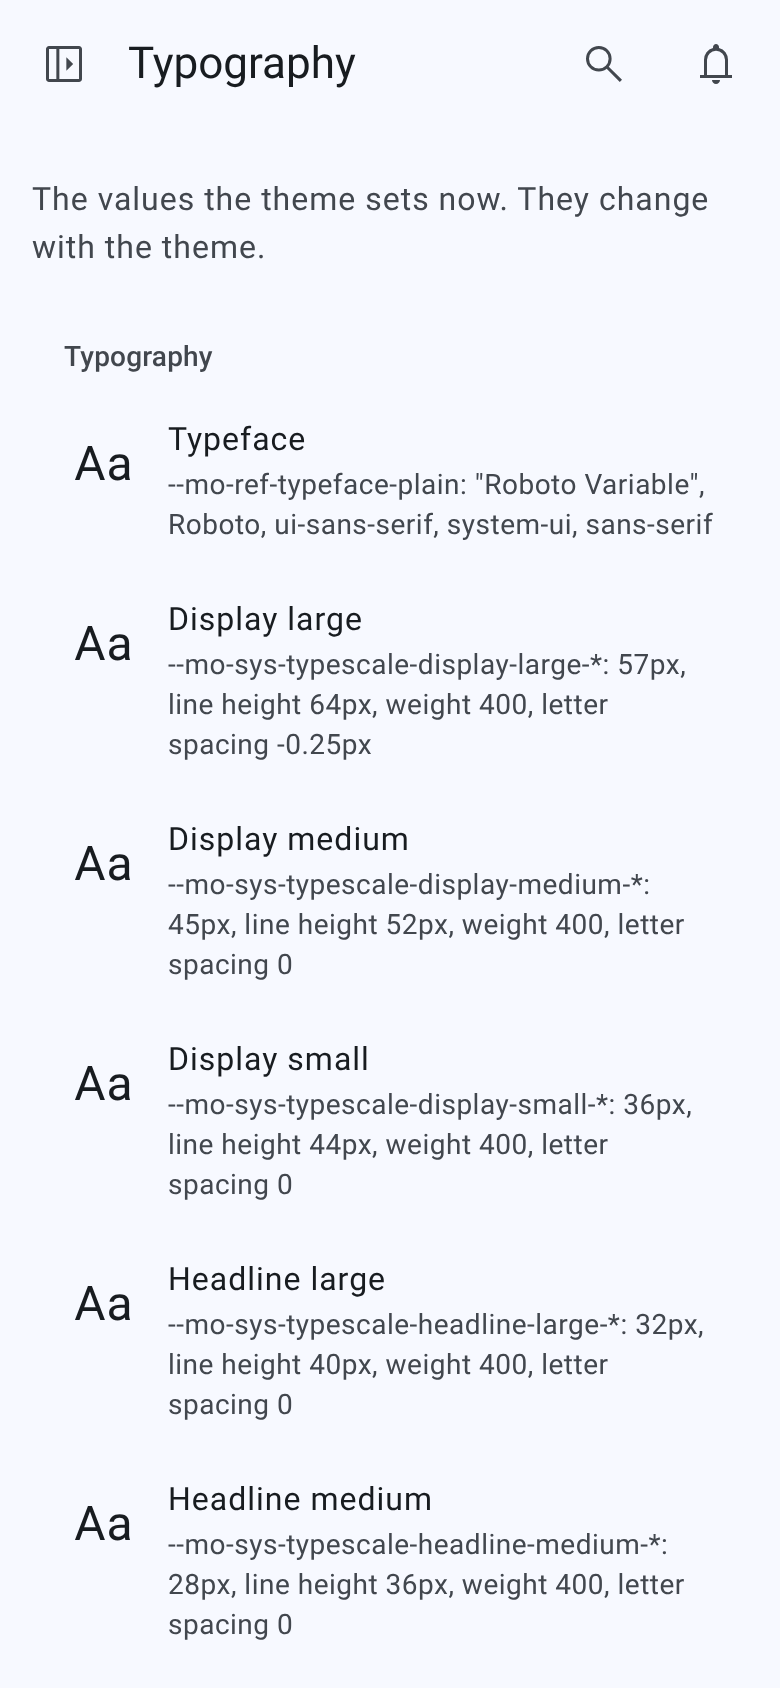 Typography
The values the theme sets now. They change
with the theme.
Typography
Aa
Typeface
--mo-ref-typeface-plain: "Roboto Variable",
Roboto, ui-sans-serif, system-ui, sans-serif
Aa
Display large
--mo-sys-typescale-display-large-*: 57px,
line height 64px, weight 400, letter
spacing -0.25px
Aa
Display medium
--mo-sys-typescale-display-medium-*:
45px, line height 52px, weight 400, letter
spacing 0
Aa
Display small
--mo-sys-typescale-display-small-*: 36px,
line height 44px, weight 400, letter
spacing 0
Aa
Headline large
--mo-sys-typescale-headline-large-*: 32px,
line height 40px, weight 400, letter
spacing 0
Aa
Headline medium
--mo-sys-typescale-headline-medium-*:
28px, line height 36px, weight 400, letter
spacing 0